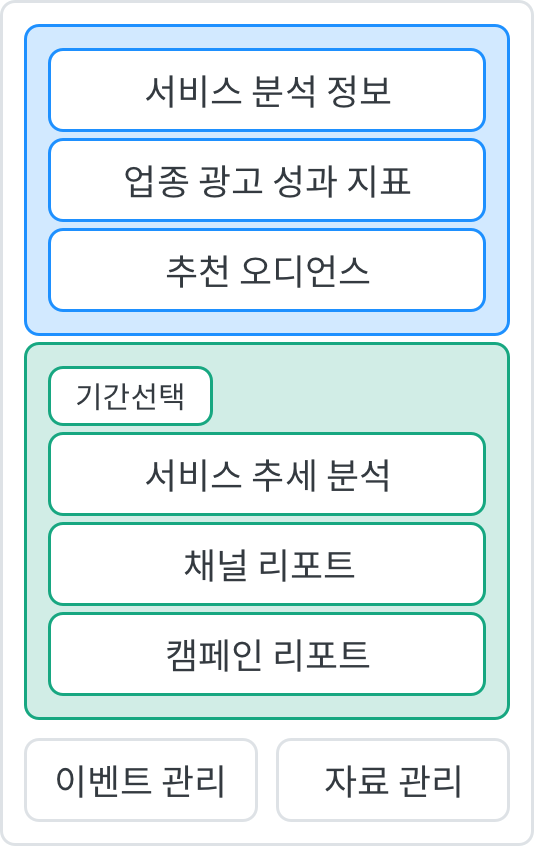 서비스 분석 정보
업종 광고 성과 지표
추천 오디언스
기간선택
서비스 추세 분석
채널 리포트
캠페인 리포트
이벤트 관리
자료 관리